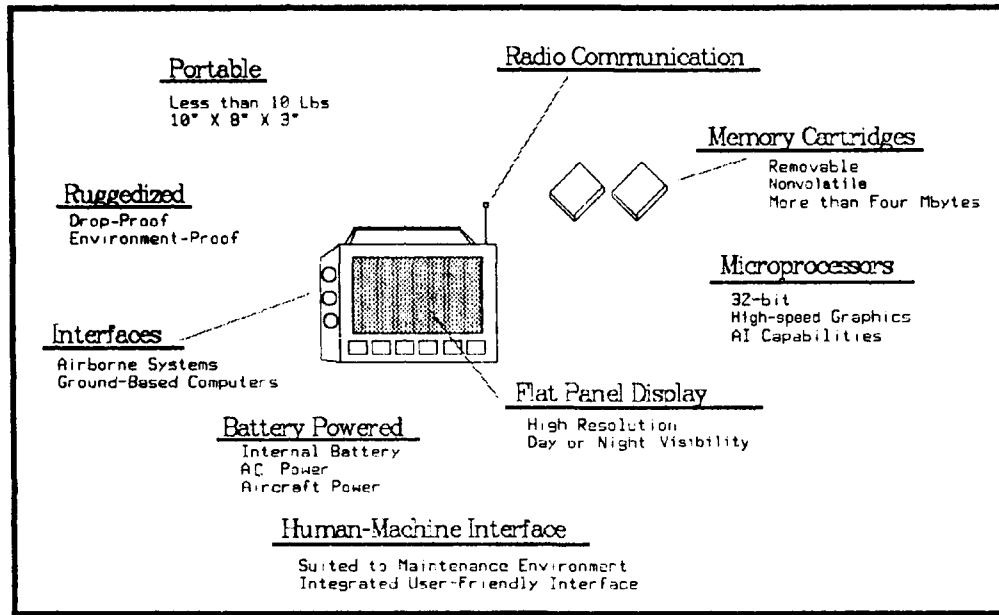 Portable
Less than 10 Lbs
10" X 8" X 3"
Radio Communication
Memory Cartridges
Removable
Nonvolatile
More than Four Mbytes
Ruggedized
Drop-Proof
Environment-Proof
Microprocessors
32-bit
High-speed Graphics
AI Capabilities
Interfaces
Airborne Systems
Ground-Based Computers
Flat Panel Display
High Resolution
Day or Night Visibility
Battery Powered
Internal Battery
AC Power
Aircraft Power
Human-Machine Interface
Suited to Maintenance Environment
Integrated User-Friendly Interface